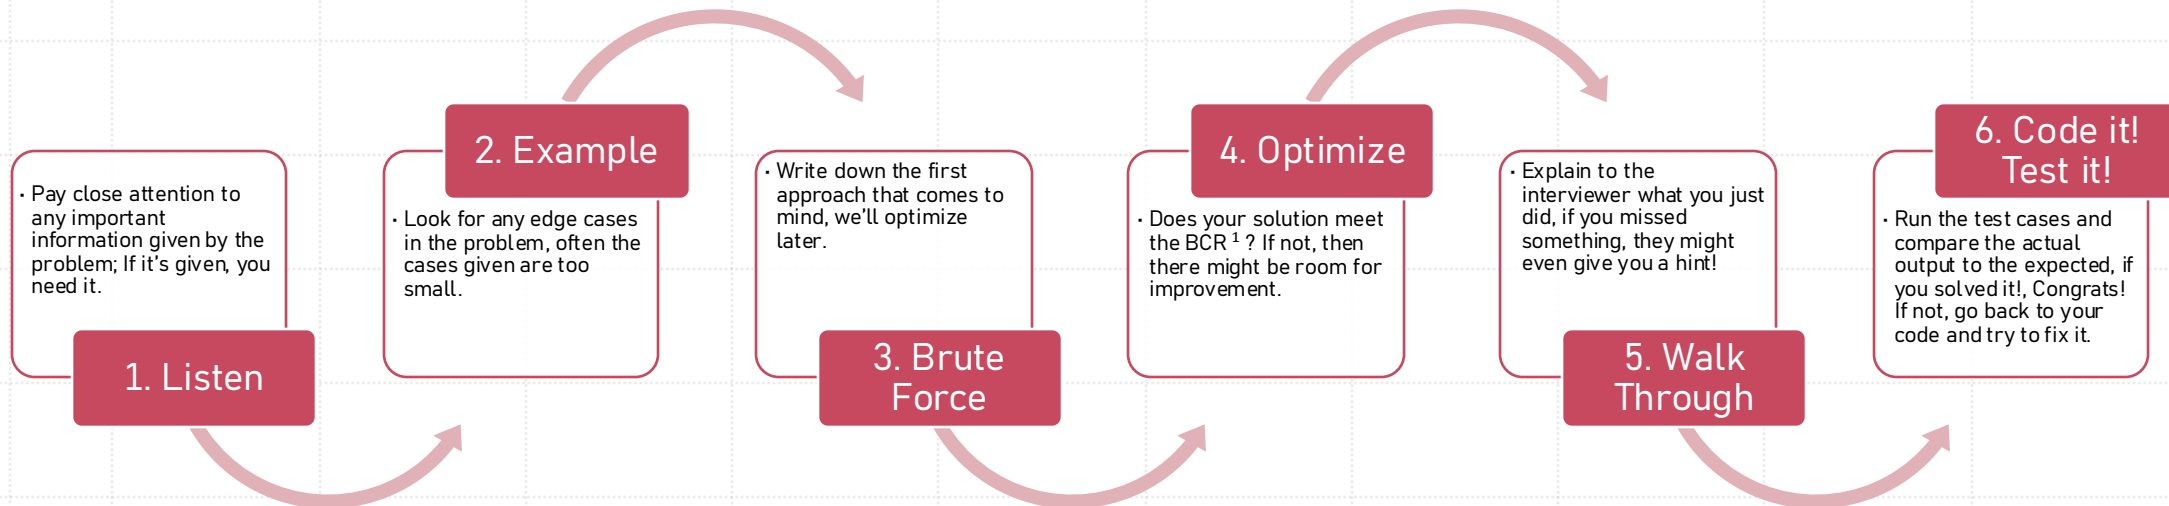 · Pay close attention to
any important
information given by the
problem; If it's given, you
need it.
1. Listen
2. Example
· Look for any edge cases
in the problem, often the
cases given are too
small.
· Write down the first
approach that comes to
mind, we'll optimize
later.
3. Brute
Force
4. Optimize
· Does your solution meet
the BCR ¹ ? If not, then
there might be room for
improvement.
· Explain to the
interviewer what you just
did, if you missed
something, they might
even give you a hint!
5. Walk
Through
6. Code it!
Test it!
· Run the test cases and
compare the actual
output to the expected, if
you solved it!, Congrats!
If not, go back to your
code and try to fix it.